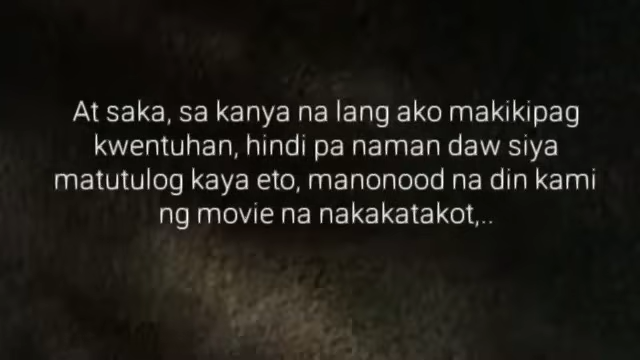 At saka, sa kanya na lang ako makikipag
kwentuhan, hindi pa naman daw siya
matutulog kaya eto, manonood na din kami
ng movie na nakakatakot,..